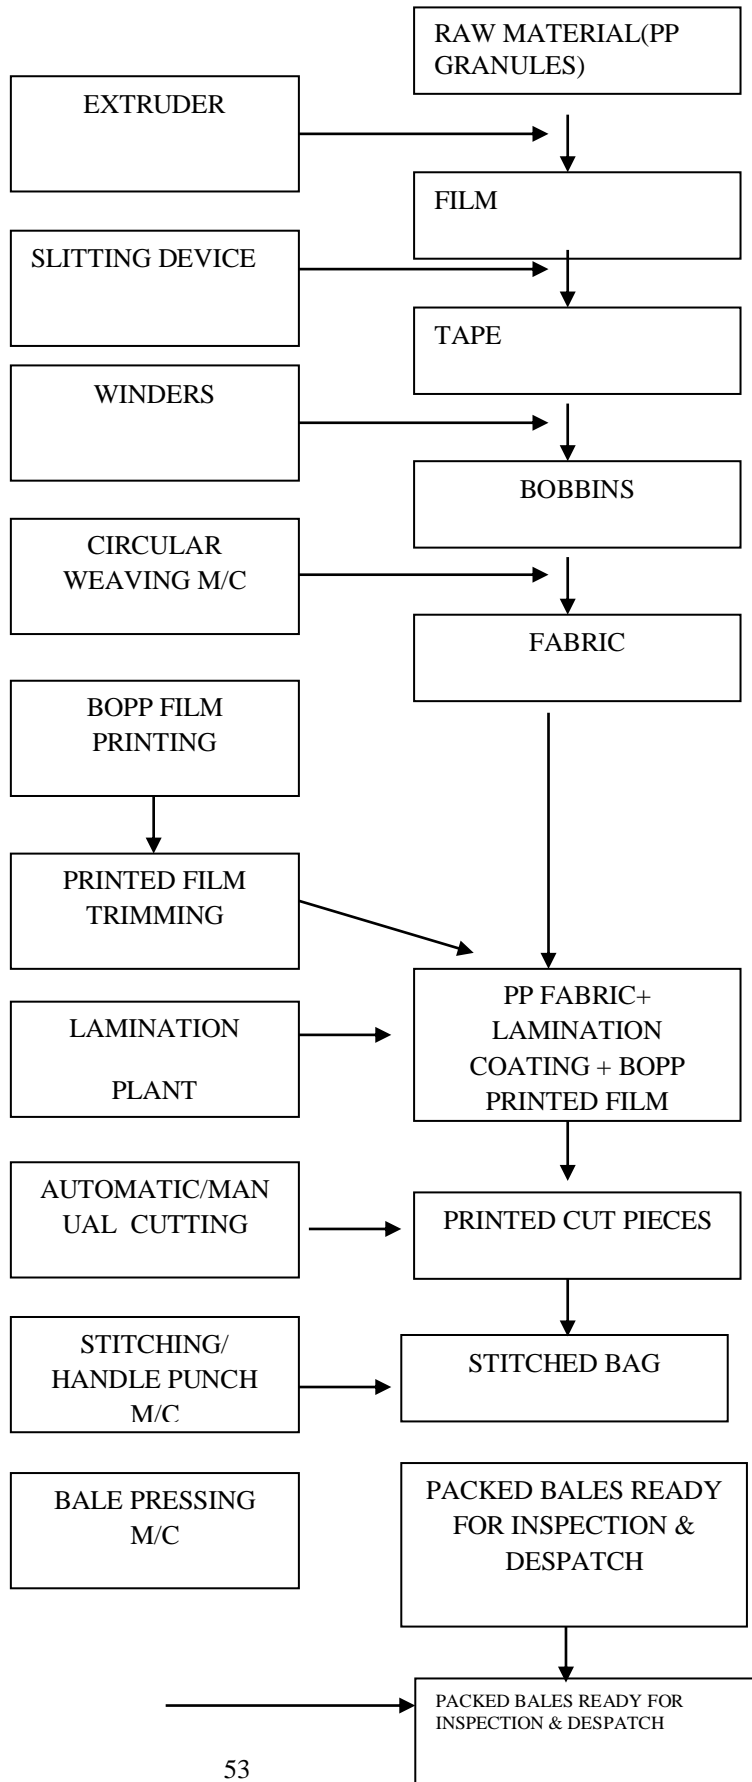 RAW MATERIAL(PP
GRANULES)
EXTRUDER
FILM
SLITTING DEVICE
TAPE
WINDERS
BOBBINS
CIRCULAR
WEAVING M/C
FABRIC
BOPP FILM
PRINTING
PRINTED FILM
TRIMMING
PP FABRIC+
LAMINATION
COATING + BOPP
PRINTED FILM
LAMINATION
PLANT
AUTOMATIC/MAN
UAL CUTTING
PRINTED CUT PIECES
STITCHING/
HANDLE PUNCH
M/C
STITCHED BAG
BALE PRESSING
M/C
PACKED BALES READY
FOR INSPECTION &
DESPATCH
PACKED BALES READY FOR
INSPECTION & DESPATCH
53